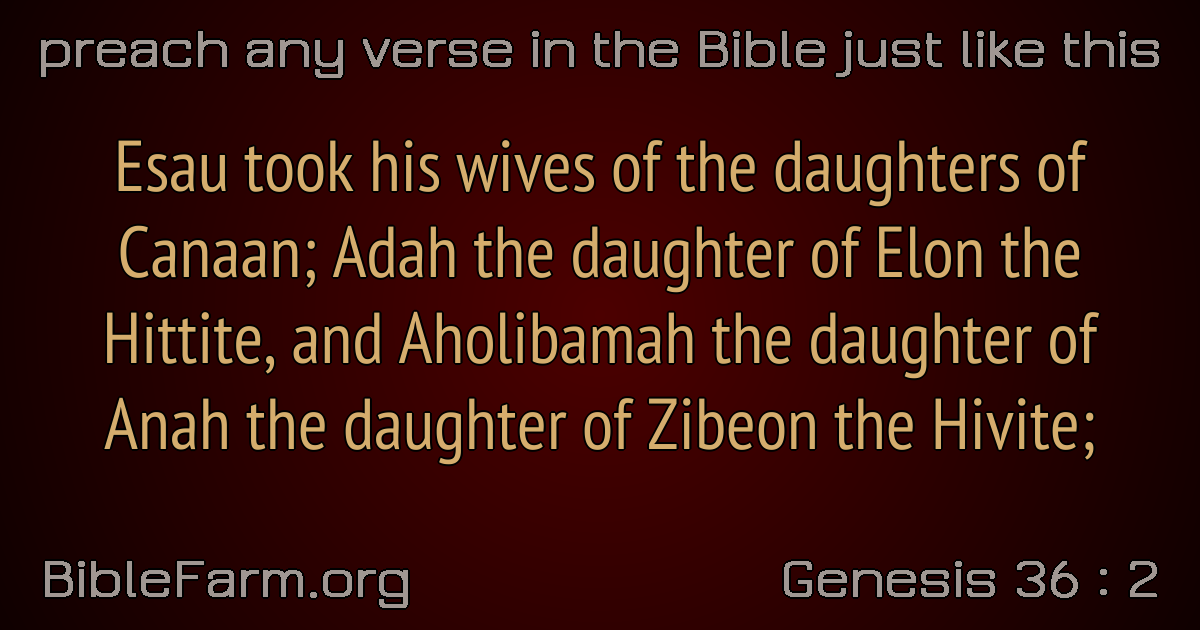 preach any verse in the Bible just like this
Esau took his wives of the daughters of
Canaan; Adah the daughter of Elon the
Hittite, and Aholibamah the daughter of
Anah the daughter of Zibeon the Hivite;
BibleFarm.org
Genesis 36 : 2